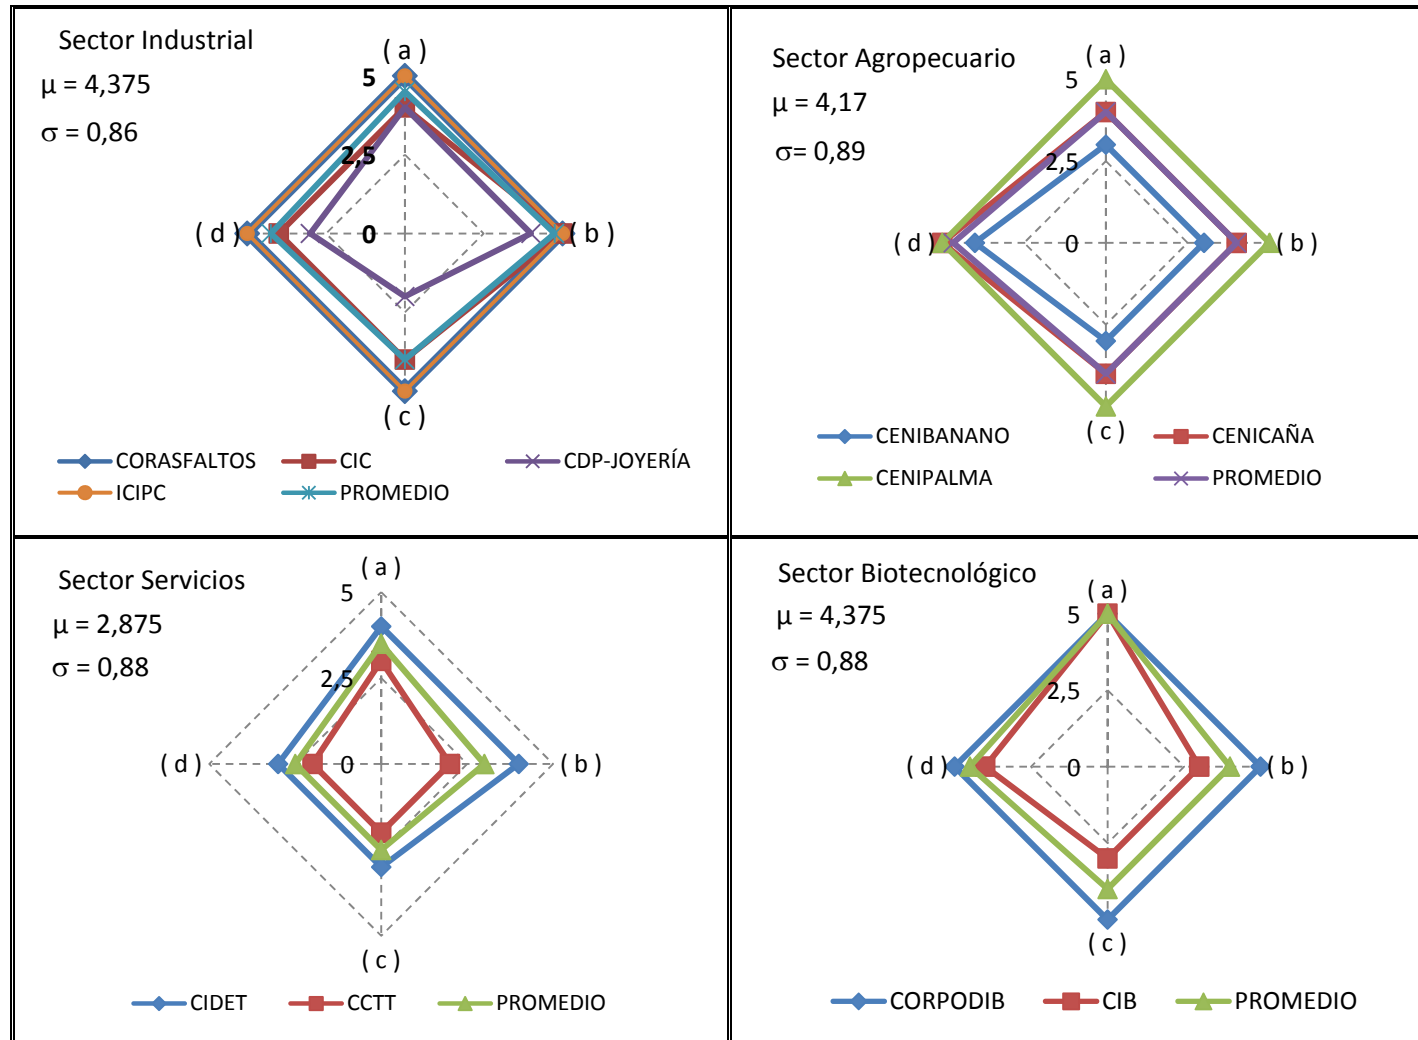 Sector Industrial
μ = 4,375
σ = 0,86
( a )
5
2,5
0
( d )
( b )
( c )
CORASFALTOS CIC CDP-JOYERÍA
ICIPC PROMEDIO
Sector Agropecuario
μ = 4,17
σ= 0,89
( a )
5
2,5
0
( d )
( b )
( c )
CENIBANANO CENICAÑA
CENIPALMA PROMEDIO
Sector Servicios
μ = 2,875
σ = 0,88
( a )
5
2,5
0
( d )
( b )
( c )
CIDET CCTT PROMEDIO
Sector Biotecnológico
μ = 4,375
σ = 0,88
( a )
5
2,5
0
( d )
( b )
( c )
CORPODIB CIB PROMEDIO